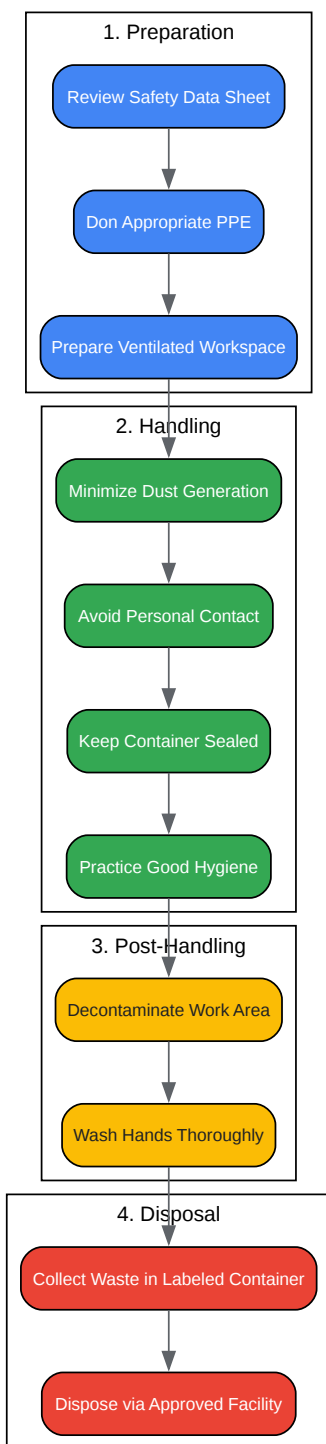 1. Preparation
Review Safety Data Sheet
Don Appropriate PPE
Prepare Ventilated Workspace
2. Handling
Minimize Dust Generation
Avoid Personal Contact
Keep Container Sealed
Practice Good Hygiene
3. Post-Handling
Decontaminate Work Area
Wash Hands Thoroughly
4. Disposal
Collect Waste in Labeled Container
Dispose via Approved Facility